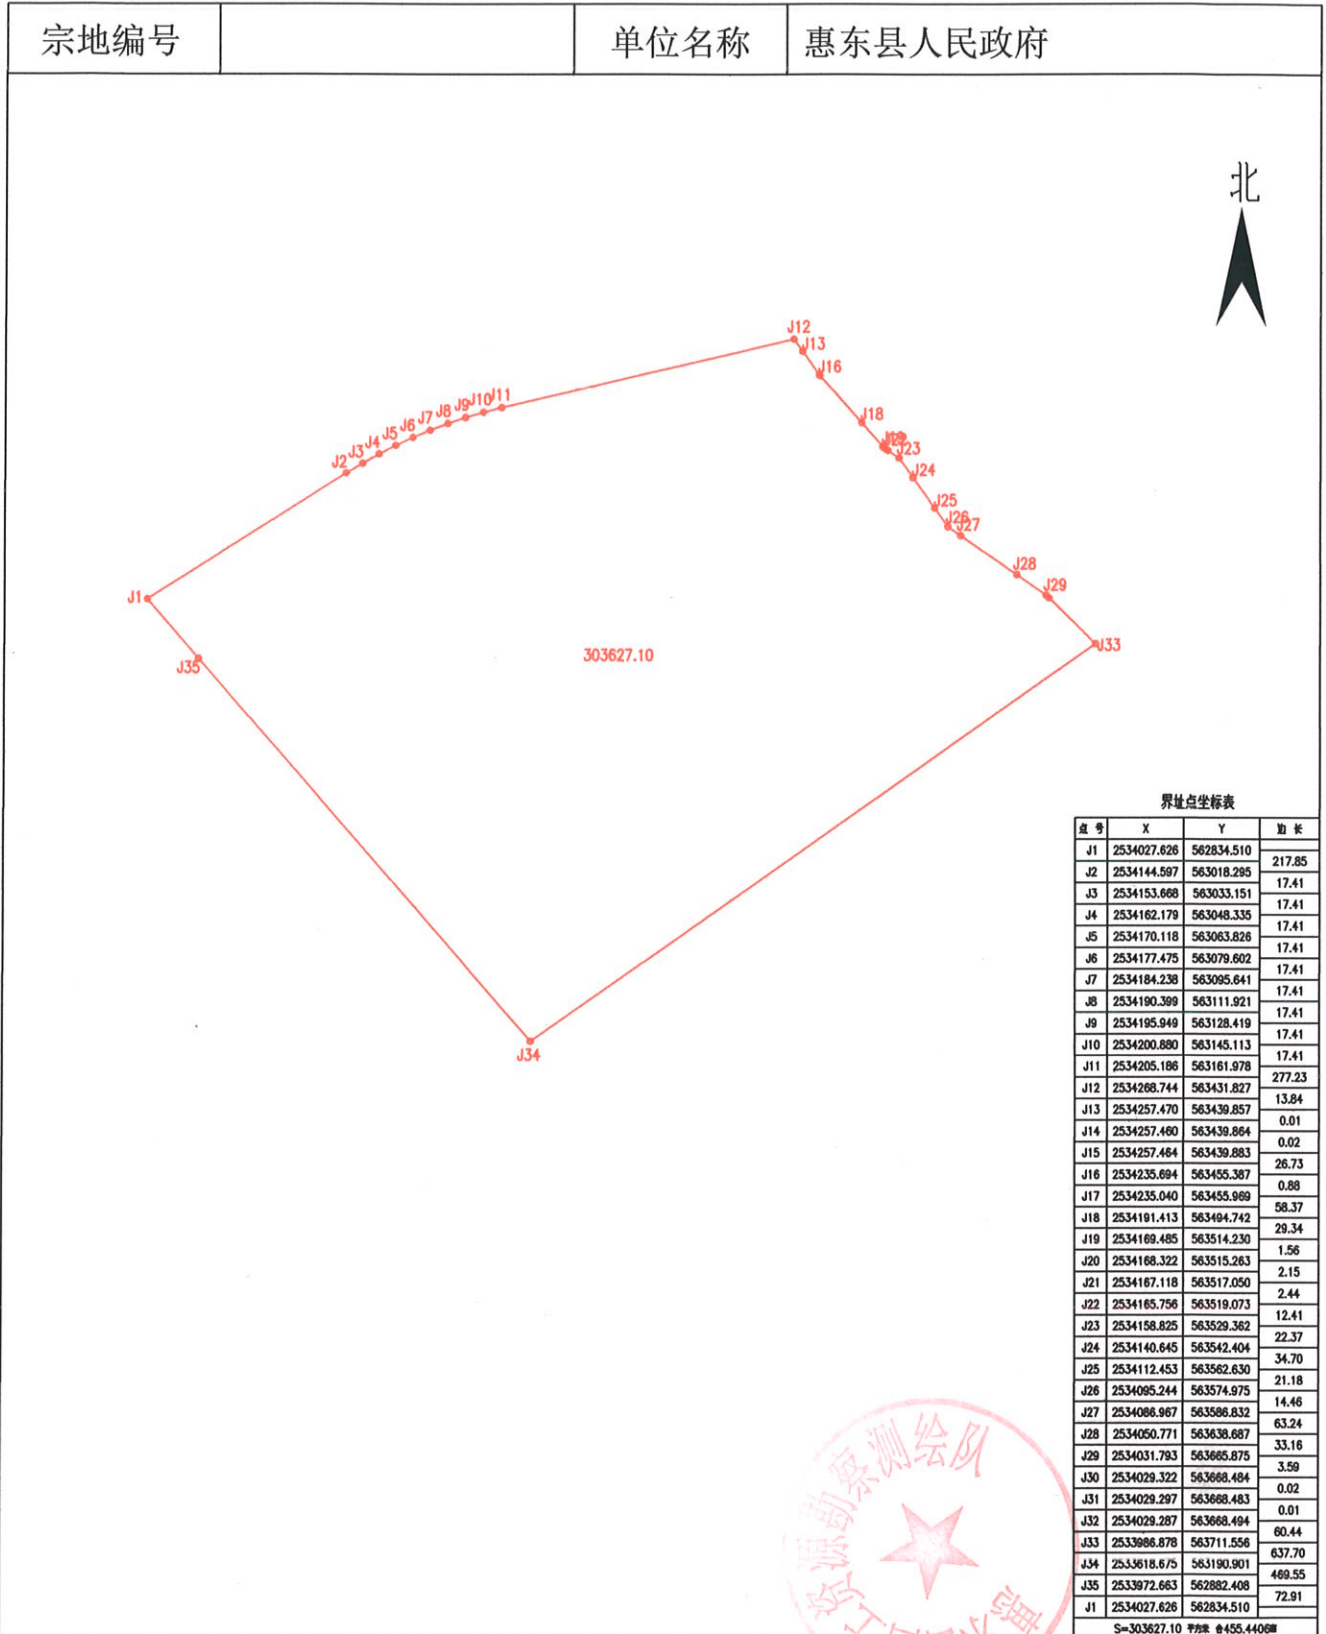 宗地编号 单位名称 惠东县人民政府
北
J12
J13
J16
J18
J23
J24
J25
J26
J27
J28
J29
J33
J11
J10
J9
J8
J7
J6
J5
J4
J3
J2
J1
J35
303627.10
J34
界址点坐标表
点号 X Y 边长
J1 2534027.626 562834.510
217.85
J2 2534144.597 563018.295
17.41
J3 2534153.668 563033.151
17.41
J4 2534162.179 563048.335
17.41
J5 2534170.118 563063.826
17.41
J6 2534177.475 563079.602
17.41
J7 2534184.238 563095.641
17.41
J8 2534190.399 563111.921
17.41
J9 2534195.949 563128.419
17.41
J10 2534200.880 563145.113
17.41
J11 2534205.186 563161.978
277.23
J12 2534268.744 563431.827
13.84
J13 2534257.470 563439.857
0.01
J14 2534257.460 563439.864
0.02
J15 2534257.464 563439.883
26.73
J16 2534235.694 563455.387
0.88
J17 2534235.040 563455.969
58.37
J18 2534191.413 563494.742
29.34
J19 2534169.485 563514.230
1.56
J20 2534168.322 563515.263
2.15
J21 2534167.118 563517.050
2.44
J22 2534165.756 563519.073
12.41
J23 2534158.825 563529.362
22.37
J24 2534140.645 563542.404
34.70
J25 2534112.453 563562.630
21.18
J26 2534095.244 563574.975
14.46
J27 2534086.967 563586.832
63.24
J28 2534050.771 563638.687
33.16
J29 2534031.793 563665.875
3.59
J30 2534029.322 563668.484
0.02
J31 2534029.297 563668.483
0.01
J32 2534029.287 563668.494
60.44
J33 2533986.878 563711.556
637.70
J34 2533618.675 563190.901
469.55
J35 2533972.663 562882.408
72.91
J1 2534027.626 562834.510
S=303627.10 平方米 合455.4406亩
资源勘察测绘队